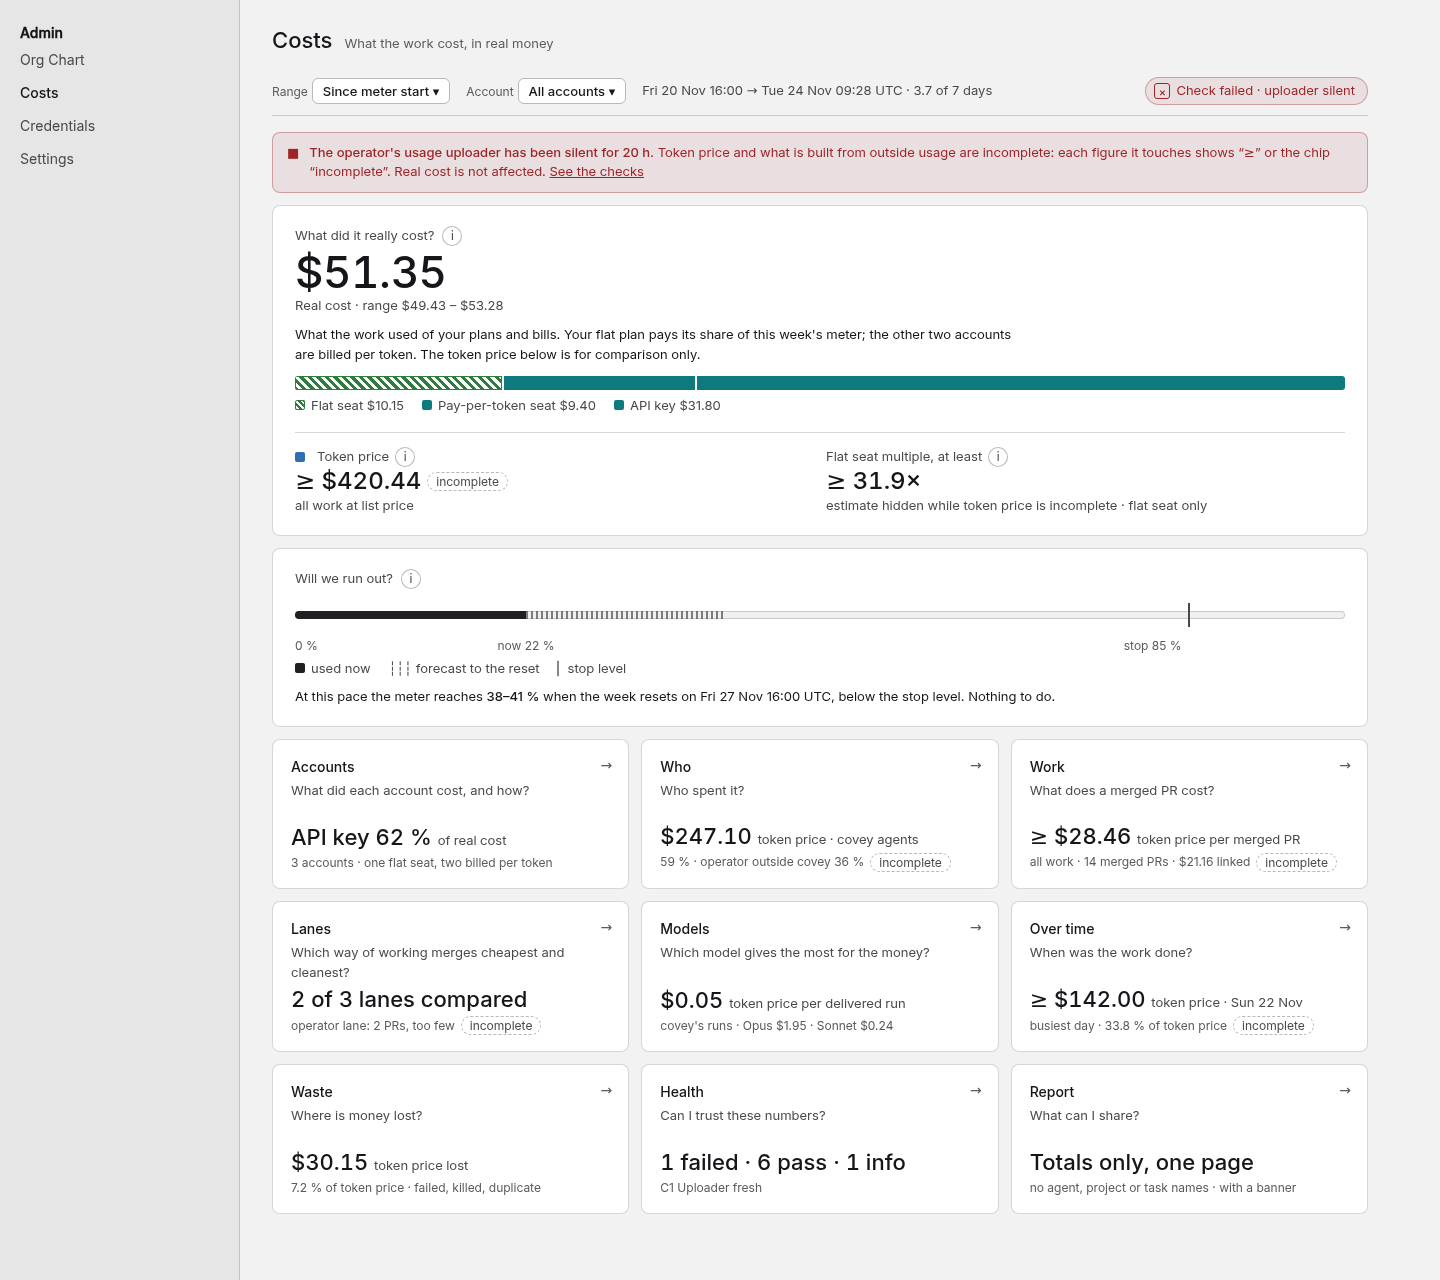 Admin
Org Chart
Costs
Credentials
Settings
Costs What the work cost, in real money
Range Since meter start ▾ Account All accounts ▾ Fri 20 Nov 16:00 → Tue 24 Nov 09:28 UTC · 3.7 of 7 days
Check failed · uploader silent
The operator's usage uploader has been silent for 20 h. Token price and what is built from outside usage are incomplete: each figure it touches shows “≥” or the chip
“incomplete”. Real cost is not affected. See the checks
What did it really cost? i
$51.35
Real cost · range $49.43 – $53.28
What the work used of your plans and bills. Your flat plan pays its share of this week's meter; the other two accounts
are billed per token. The token price below is for comparison only.
Flat seat $10.15 Pay-per-token seat $9.40 API key $31.80
Token price i
≥ $420.44 incomplete
all work at list price
Flat seat multiple, at least i
≥ 31.9×
estimate hidden while token price is incomplete · flat seat only
Will we run out? i
0 % now 22 % stop 85 %
used now forecast to the reset stop level
At this pace the meter reaches 38–41 % when the week resets on Fri 27 Nov 16:00 UTC, below the stop level. Nothing to do.
Accounts →
What did each account cost, and how?
API key 62 % of real cost
3 accounts · one flat seat, two billed per token
Who →
Who spent it?
$247.10 token price · covey agents
59 % · operator outside covey 36 % incomplete
Work →
What does a merged PR cost?
≥ $28.46 token price per merged PR
all work · 14 merged PRs · $21.16 linked incomplete
Lanes →
Which way of working merges cheapest and
cleanest?
2 of 3 lanes compared
operator lane: 2 PRs, too few incomplete
Models →
Which model gives the most for the money?
$0.05 token price per delivered run
covey's runs · Opus $1.95 · Sonnet $0.24
Over time →
When was the work done?
≥ $142.00 token price · Sun 22 Nov
busiest day · 33.8 % of token price incomplete
Waste →
Where is money lost?
$30.15 token price lost
7.2 % of token price · failed, killed, duplicate
Health →
Can I trust these numbers?
1 failed · 6 pass · 1 info
C1 Uploader fresh
Report →
What can I share?
Totals only, one page
no agent, project or task names · with a banner